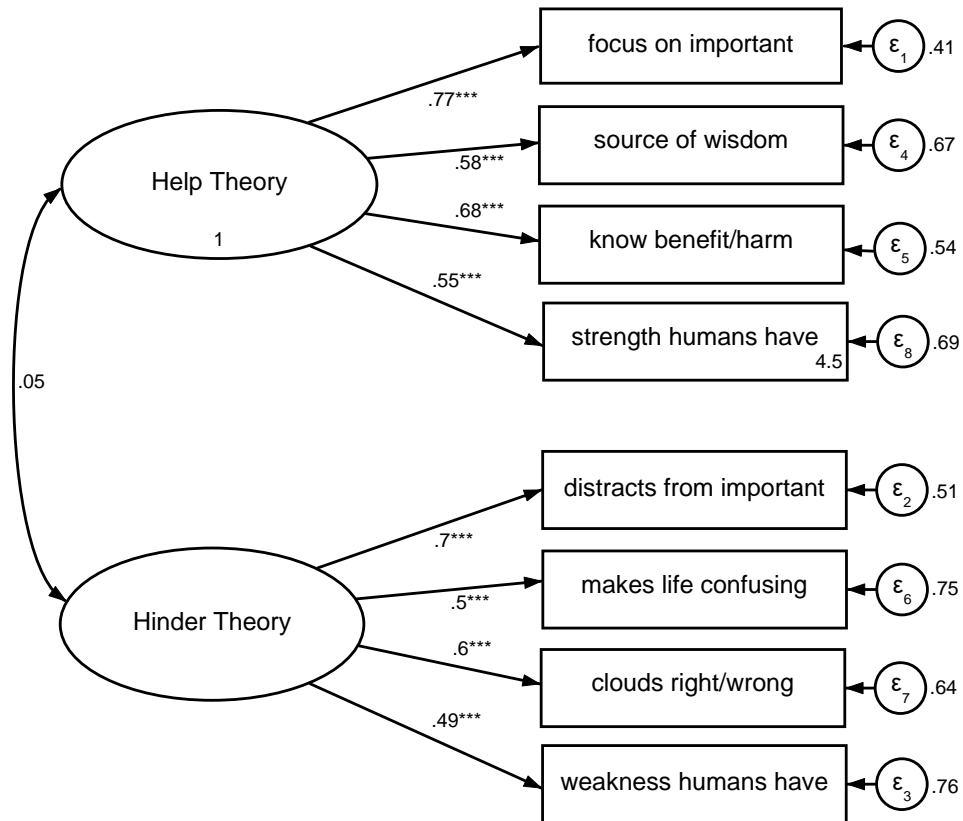 focus on important
ε1
.41
.77***
source of wisdom
ε4
.67
.58***
Help Theory
1
.68***
know benefit/harm
ε5
.54
.55***
strength humans have
4.5
ε8
.69
.05
distracts from important
ε2
.51
.7***
makes life confusing
ε6
.75
.5***
Hinder Theory
.6***
clouds right/wrong
ε7
.64
.49***
weakness humans have
ε3
.76